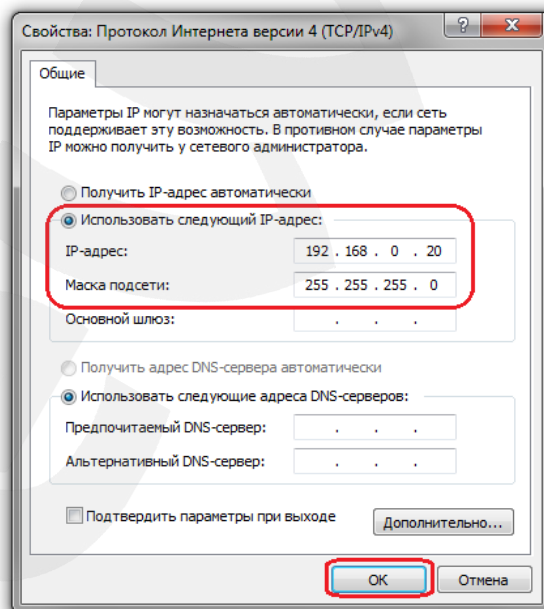 Свойства: Протокол Интернета версии 4 (TCP/IPv4)
Общие
Параметры IP могут назначаться автоматически, если сеть
поддерживает эту возможность. В противном случае параметры
IP можно получить у сетевого администратора.
Получить IP-адрес автоматически
Использовать следующий IP-адрес:
IP-адрес: 192 . 168 . 0 . 20
Маска подсети: 255 . 255 . 255 . 0
Основной шлюз: . . .
Получить адрес DNS-сервера автоматически
Использовать следующие адреса DNS-серверов:
Предпочитаемый DNS-сервер: . . .
Альтернативный DNS-сервер: . . .
Подтвердить параметры при выходе
Дополнительно...
ОК Отмена